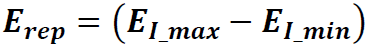 E_rep = (E_I_max − E_I_min)